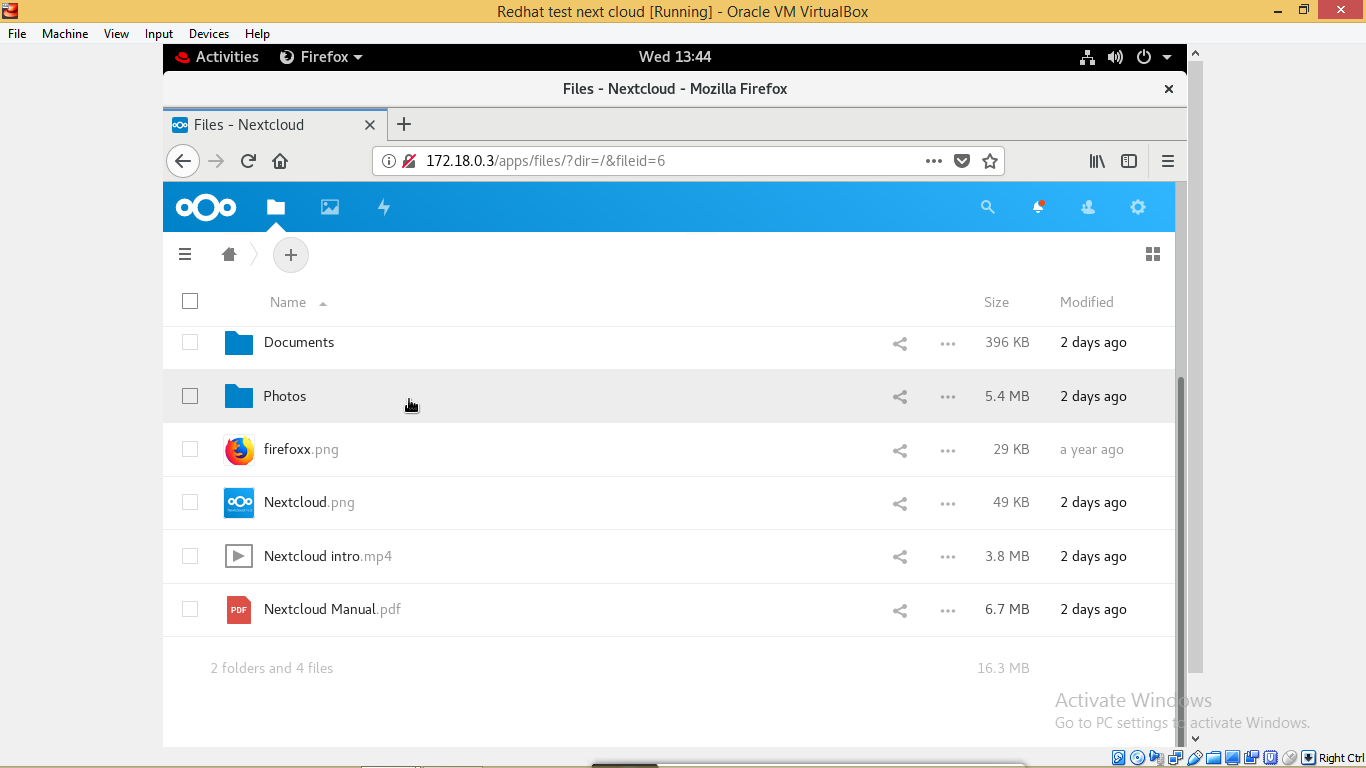 Redhat test next cloud [Running] - Oracle VM VirtualBox
File Machine View Input Devices Help
Activities Firefox Wed 13:44
Files - Nextcloud - Mozilla Firefox
Files - Nextcloud
172.18.0.3/apps/files/?dir=/&fileid=6
Name Size Modified
Documents 396 KB 2 days ago
Photos 5.4 MB 2 days ago
firefoxx.png 29 KB a year ago
Nextcloud.png 49 KB 2 days ago
Nextcloud intro.mp4 3.8 MB 2 days ago
PDF Nextcloud Manual.pdf 6.7 MB 2 days ago
2 folders and 4 files 16.3 MB
Activate Windows
Go to PC settings to activate Windows.
Right Ctrl